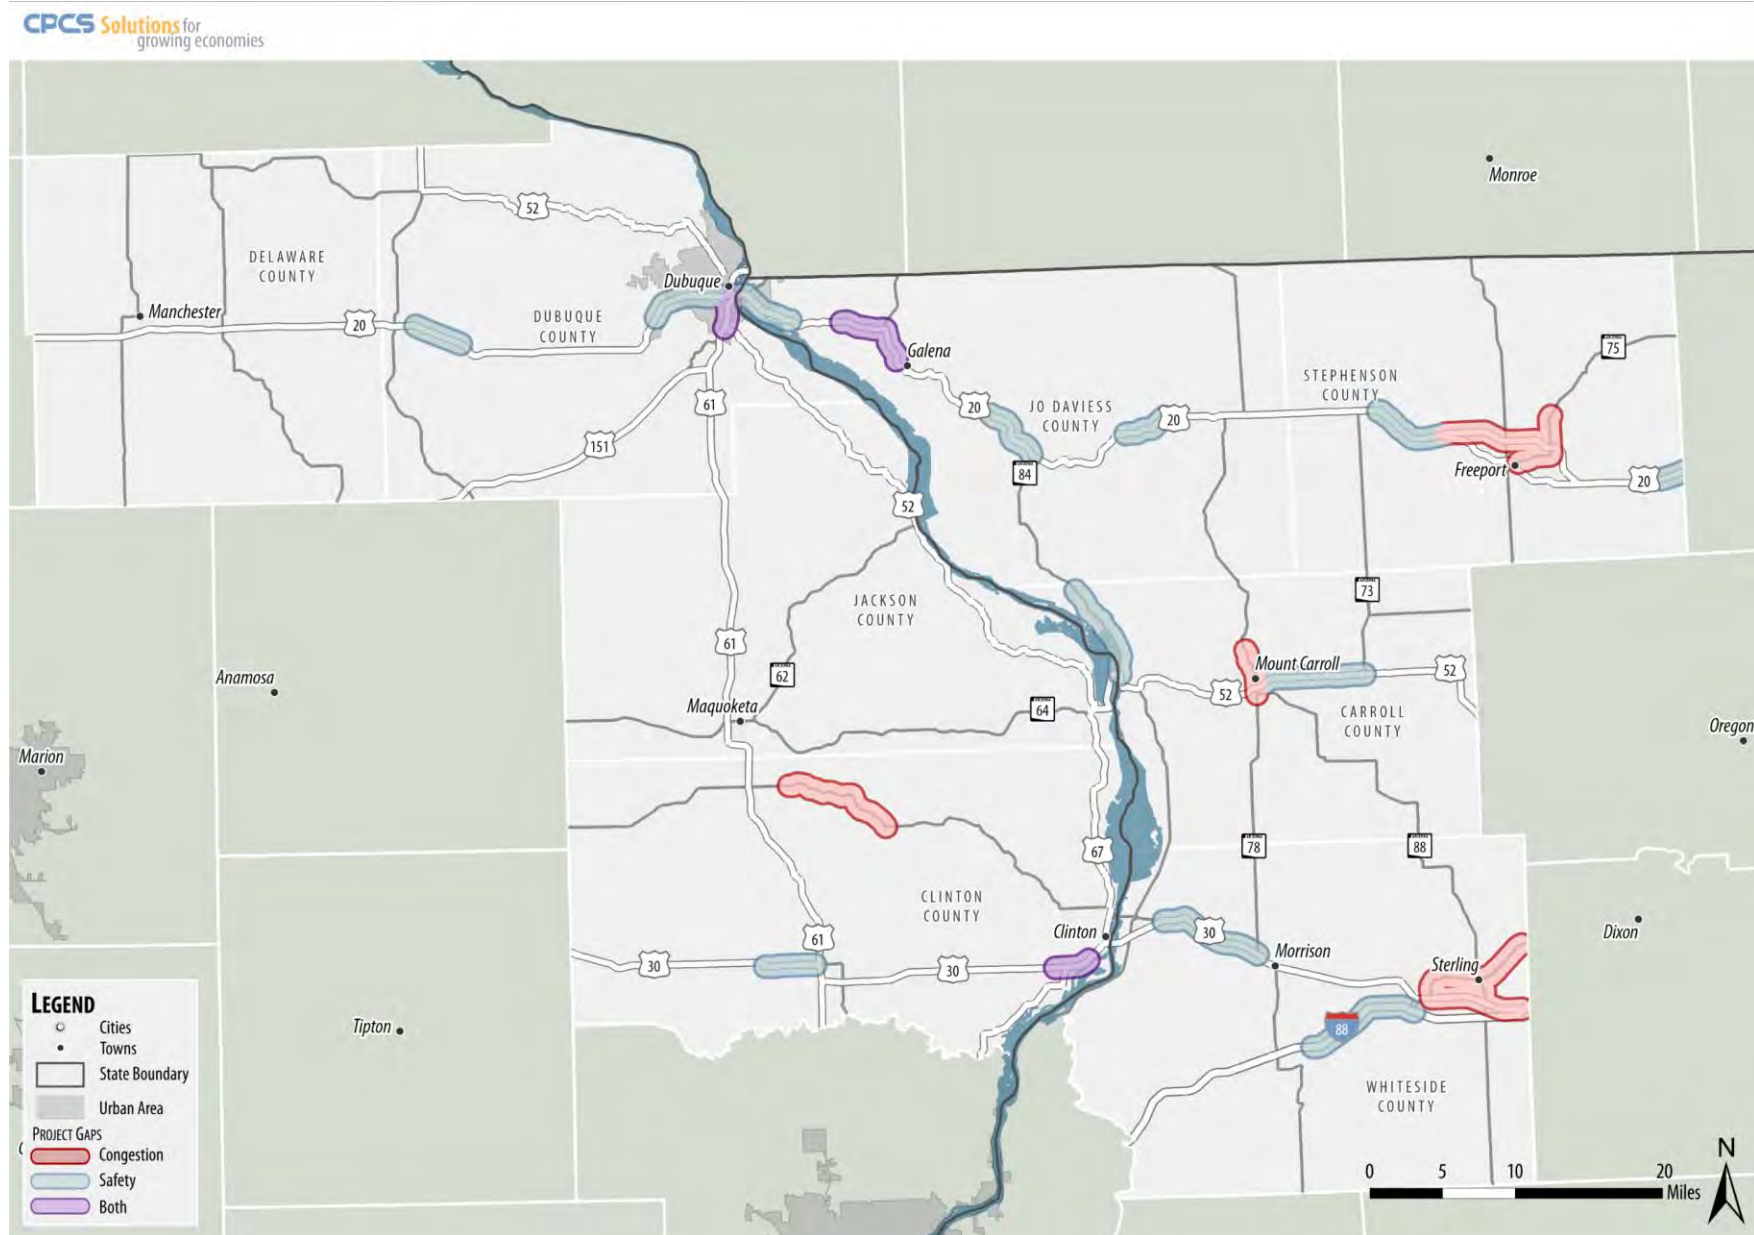 CPCS Solutions for
growing economies
Monroe
52
DELAWARE
COUNTY
Dubuque
Manchester
20
DUBUQUE
COUNTY
Galena
75
STEPHENSON
COUNTY
61
20
JO DAVIESS
COUNTY
20
151
84
Freeport
20
52
73
JACKSON
COUNTY
61
Anamosa
62
Mount Carroll
52
52
Maquoketa
64
CARROLL
COUNTY
Oregon
Marion
67
78
88
CLINTON
COUNTY
Clinton
30
Dixon
61
30
30
Morrison
Sterling
88
Tipton
WHITESIDE
COUNTY
LEGEND
Cities
Towns
State Boundary
Urban Area
PROJECT GAPS
Congestion
Safety
Both
N
0 5 10 20
Miles